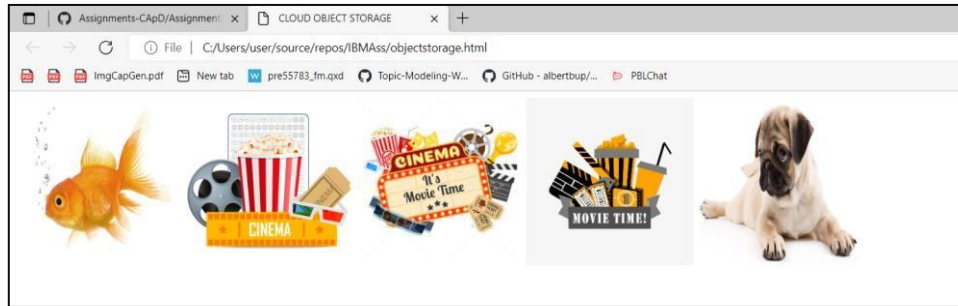 Assignments-CApD/Assignment
CLOUD OBJECT STORAGE
File | C:/Users/user/source/repos/IBMAss/objectstorage.html
ImgCapGen.pdf New tab W pre55783_fm.qxd Topic-Modeling-W... GitHub - albertbup/... PBLChat
CINEMA
CINEMA
It's
Movie Time
MOVIE TIME!